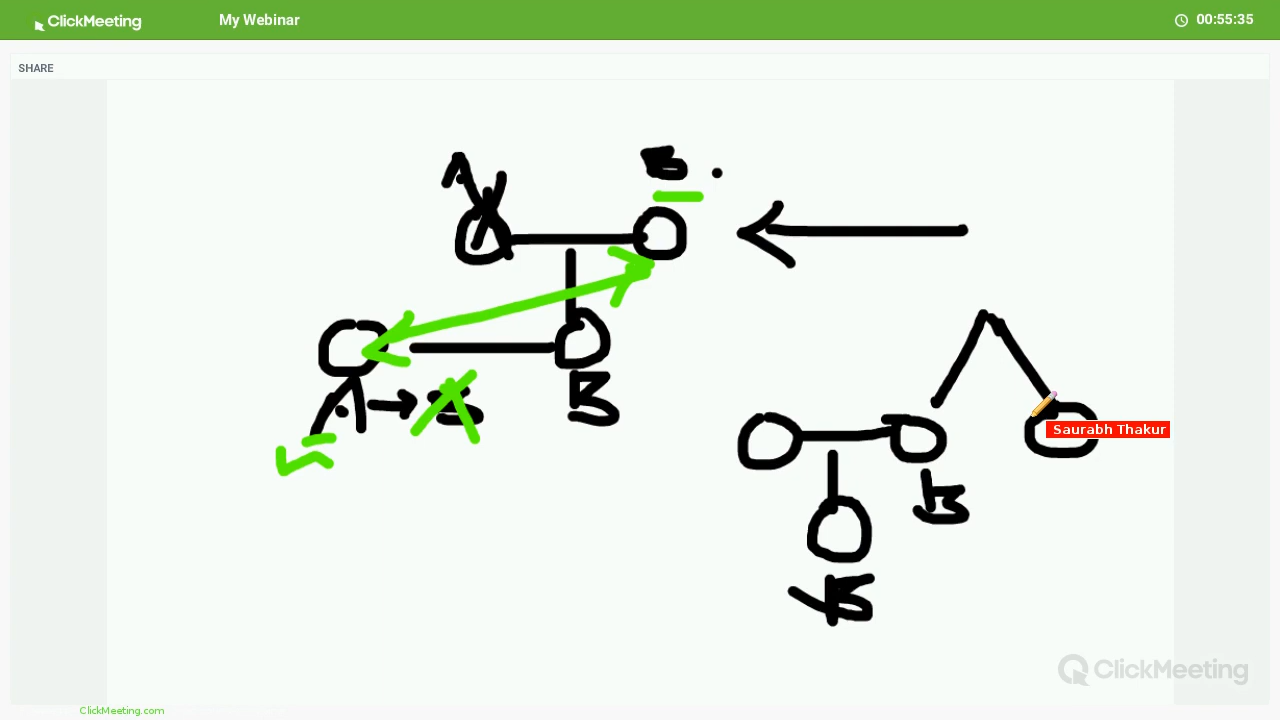 ClickMeeting
My Webinar
00:55:35
SHARE
B .
B
Saurabh Thakur
B
B
ClickMeeting
ClickMeeting.com